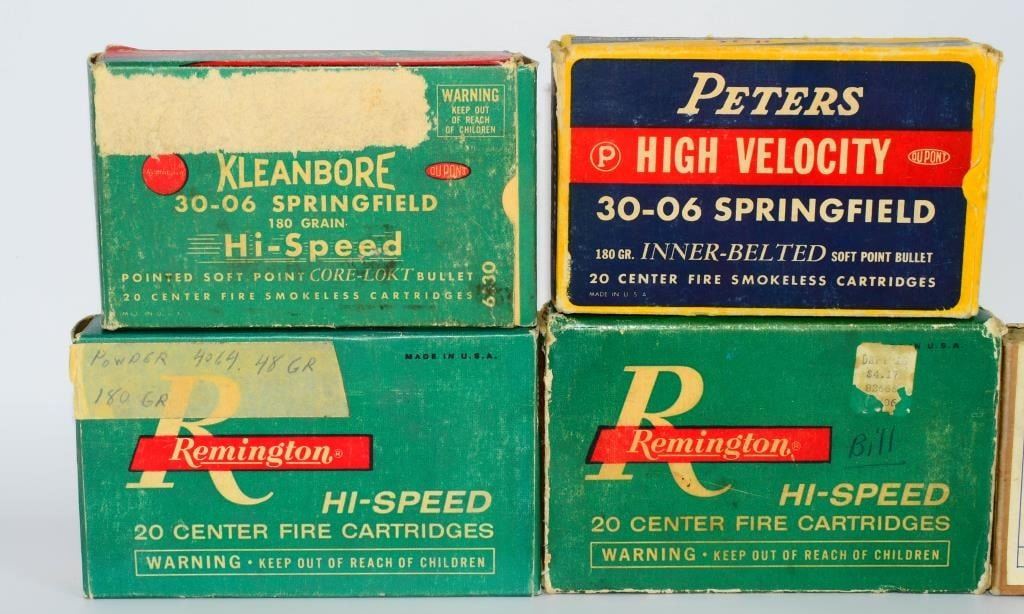 WARNING
KEEP OUT
OF REACH
OF CHILDREN
KLEANBORE
DU PONT
30-06 SPRINGFIELD
180 GRAIN
Hi-Speed
POINTED SOFT POINT CORE-LOKT BULLET
20 CENTER FIRE SMOKELESS CARTRIDGES
PETERS
P HIGH VELOCITY DU PONT
30-06 SPRINGFIELD
180 GR. INNER-BELTED SOFT POINT BULLET
20 CENTER FIRE SMOKELESS CARTRIDGES
MADE IN U.S.A
POWDER 4064. 48 GR
180 GR
MADE IN U.S.A.
R
Remington®
HI-SPEED
20 CENTER FIRE CARTRIDGES
WARNING · KEEP OUT OF REACH OF CHILDREN
U.S.A.
$4.17
R
Remington®
Bill
HI-SPEED
20 CENTER FIRE CARTRIDGES
WARNING · KEEP OUT OF REACH OF CHILDREN